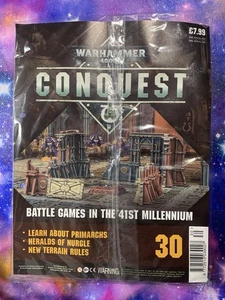 £7.99
WARHAMMER
40,000
CONQUEST
BATTLE GAMES IN THE 41ST MILLENNIUM
• LEARN ABOUT PRIMARCHS
• HERALDS OF NURGLE
• NEW TERRAIN RULES
30
WARNING